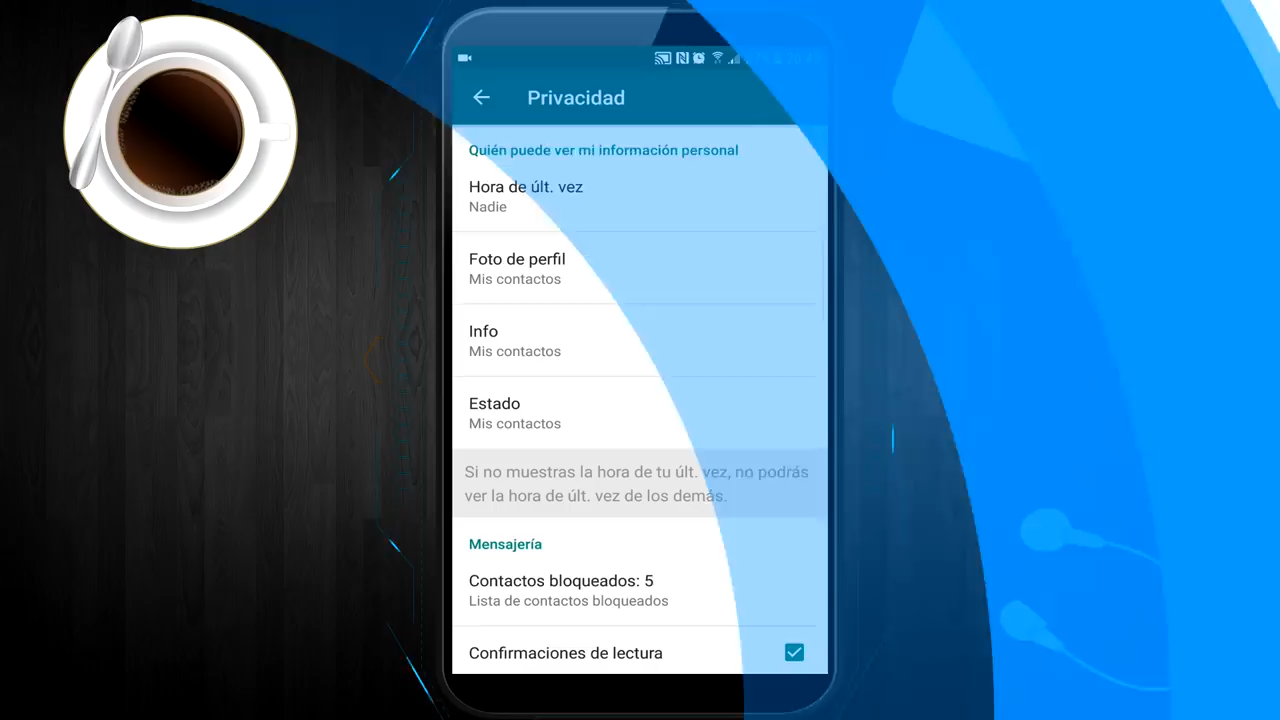 Privacidad
Quién puede ver mi información personal
Hora de últ. vez
Nadie
Foto de perfil
Mis contactos
Info
Mis contactos
Estado
Mis contactos
Si no muestras la hora de tu últ. vez, no podrás
ver la hora de últ. vez de los demás.
Mensajería
Contactos bloqueados: 5
Lista de contactos bloqueados
Confirmaciones de lectura